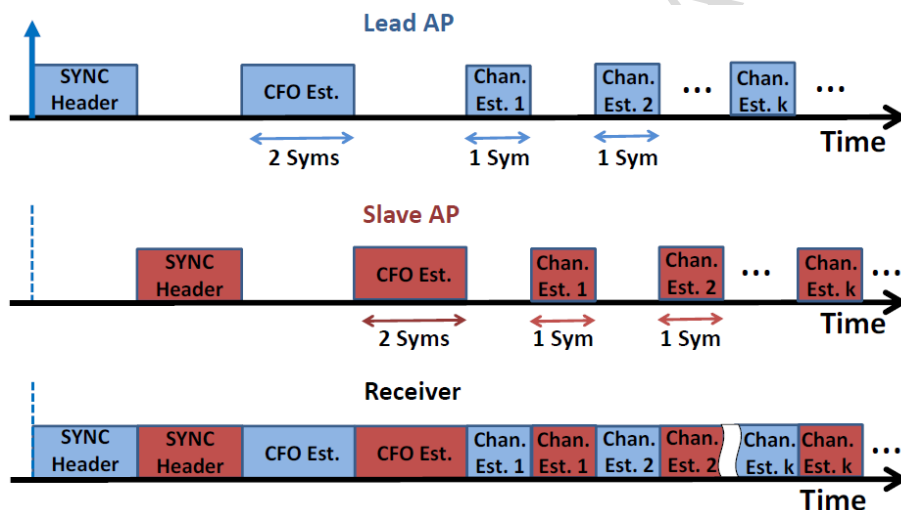 Lead AP
SYNC
Header
CFO Est.
Chan.
Est. 1
Chan.
Est. 2
...
Chan.
Est. k
...
2 Syms
1 Sym
1 Sym
Time
Slave AP
SYNC
Header
CFO Est.
Chan.
Est. 1
Chan.
Est. 2
...
Chan.
Est. k
...
2 Syms
1 Sym
1 Sym
Time
Receiver
SYNC
Header
SYNC
Header
CFO Est.
CFO Est.
Chan.
Est. 1
Chan.
Est. 1
Chan.
Est. 2
Chan.
Est. 2
Chan.
Est. k
Chan.
Est. k
...
Time